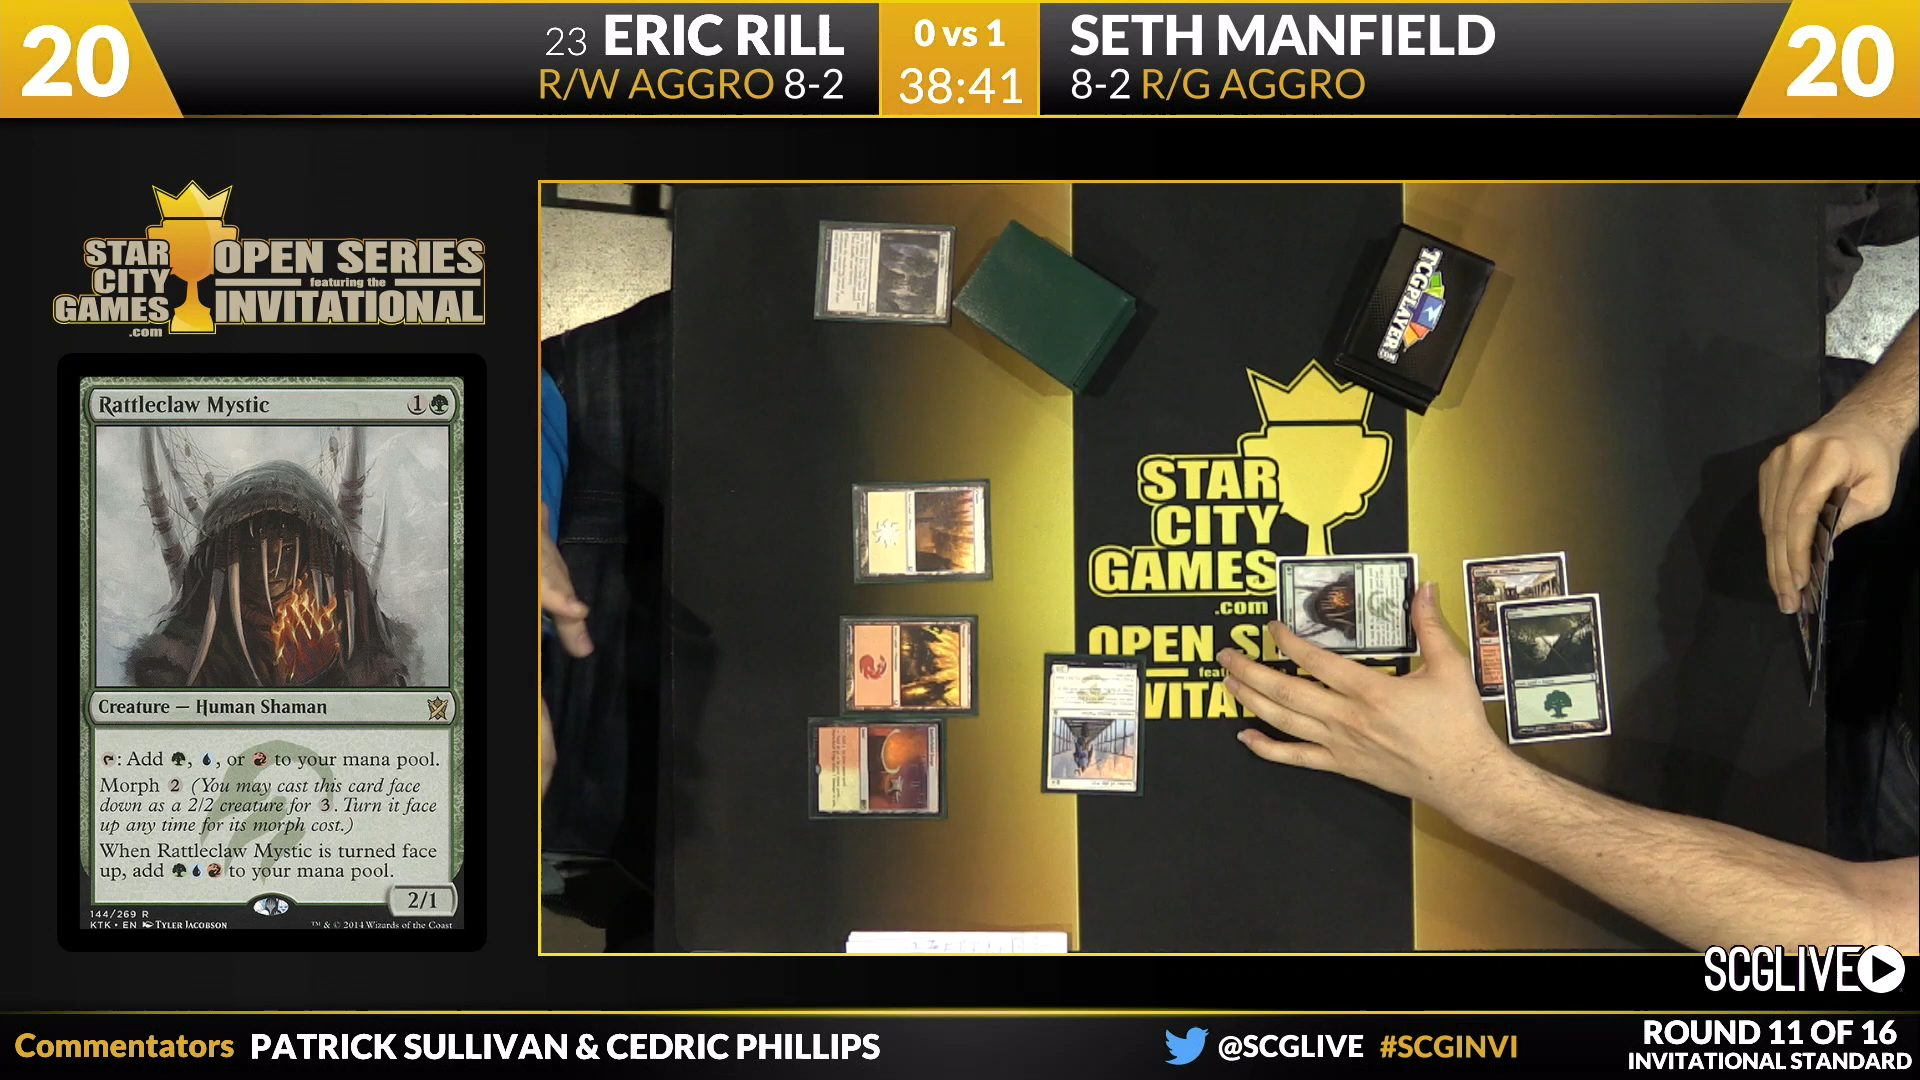 20
23 ERIC RILL
R/W AGGRO 8-2
0 vs 1
38:41
SETH MANFIELD
8-2 R/G AGGRO
20
STAR CITY GAMES .com
OPEN SERIES
featuring the
INVITATIONAL
Rattleclaw Mystic 1
Creature — Human Shaman
: Add , , or to your mana pool.
Morph 2 (You may cast this card face
down as a 2/2 creature for 3. Turn it face
up any time for its morph cost.)
When Rattleclaw Mystic is turned face
up, add to your mana pool.
2/1
144/269 R
KTK • EN TYLER JACOBSON
™ & © 2014 Wizards of the Coast
TCGPLAYER
.COM
STAR
CITY
GAMES
.com
OPEN SE
feat
NVITA
SCGLIVE
Commentators PATRICK SULLIVAN & CEDRIC PHILLIPS
@SCGLIVE #SCGINVI
ROUND 11 OF 16
INVITATIONAL STANDARD